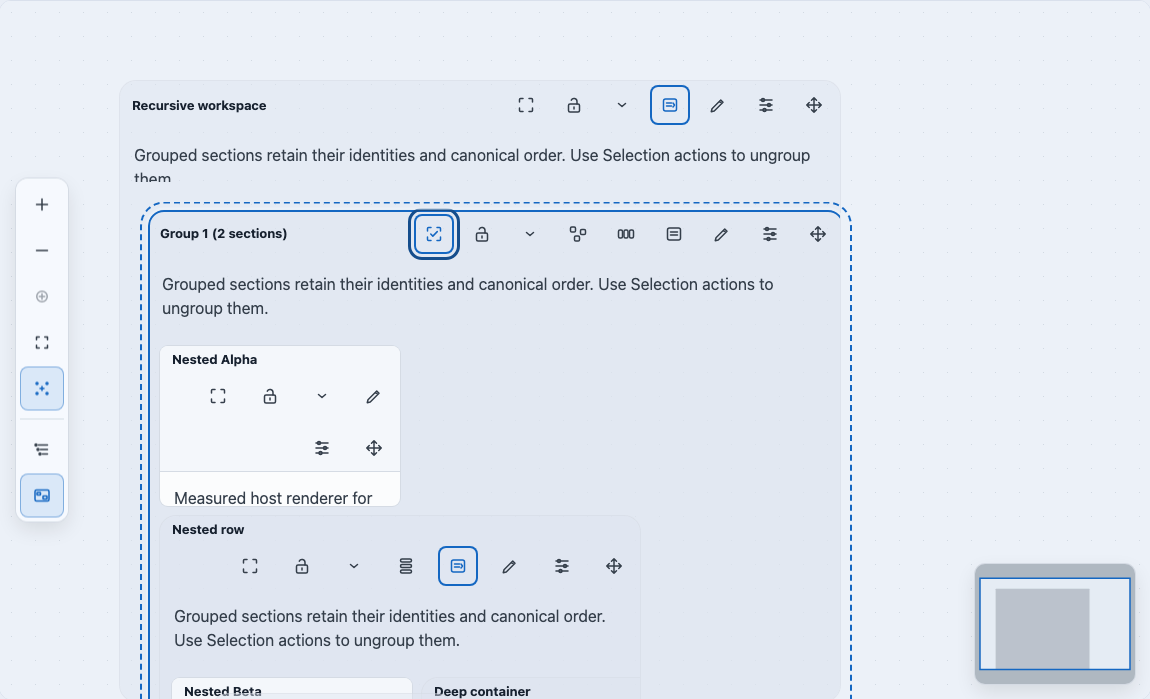 Recursive workspace
Grouped sections retain their identities and canonical order. Use Selection actions to ungroup
them.
Group 1 (2 sections)
Grouped sections retain their identities and canonical order. Use Selection actions to
ungroup them.
Nested Alpha
Measured host renderer for
Nested row
Grouped sections retain their identities and canonical order.
Use Selection actions to ungroup them.
Nested Beta
Deep container